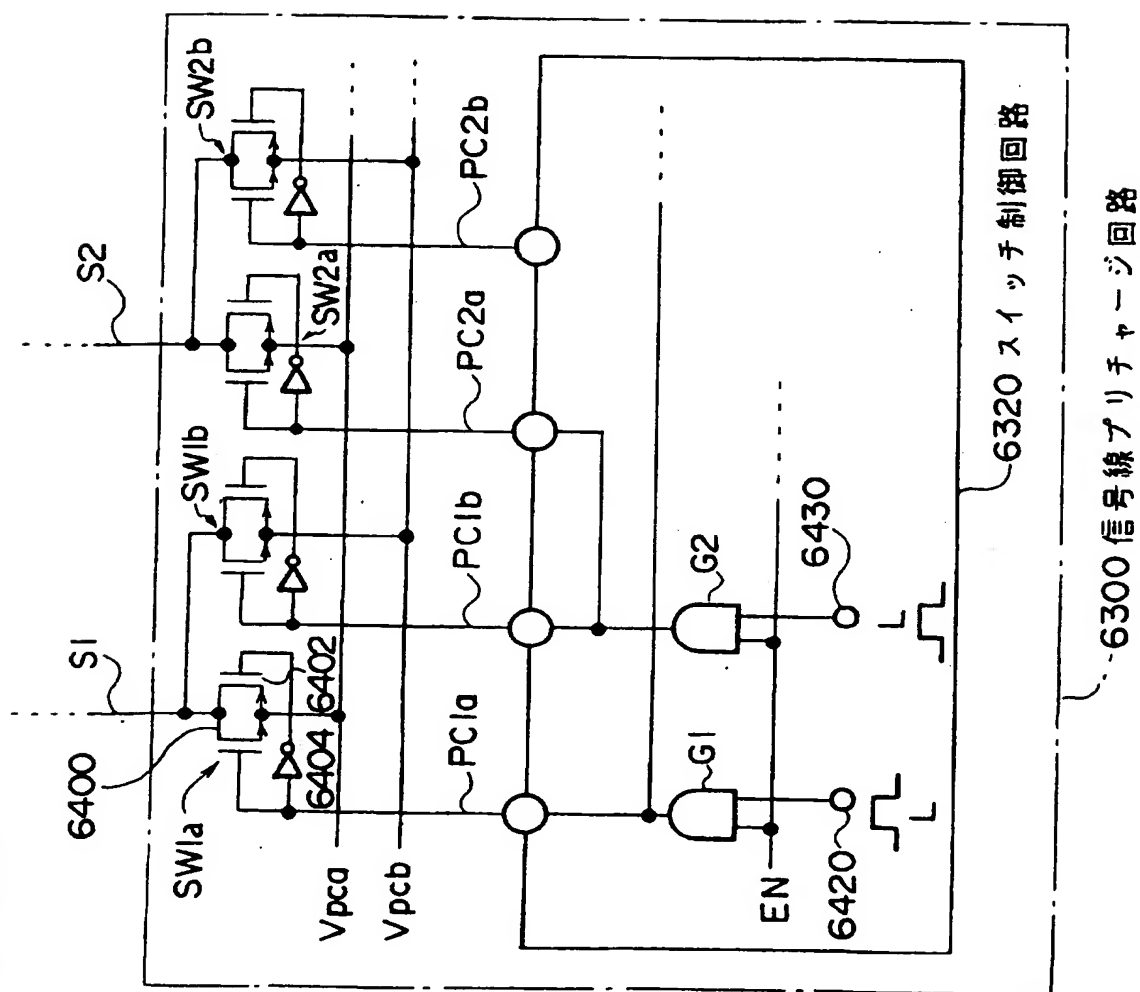 S1
S2
6400
SW1a
SW1b
SW2a
SW2b
6402
6404
Vpca
Vpcb
PC1a
PC1b
PC2a
PC2b
G1
G2
EN
6420
L
6430
L
6320 スイッチ制御回路
6300 信号線プリチャージ回路